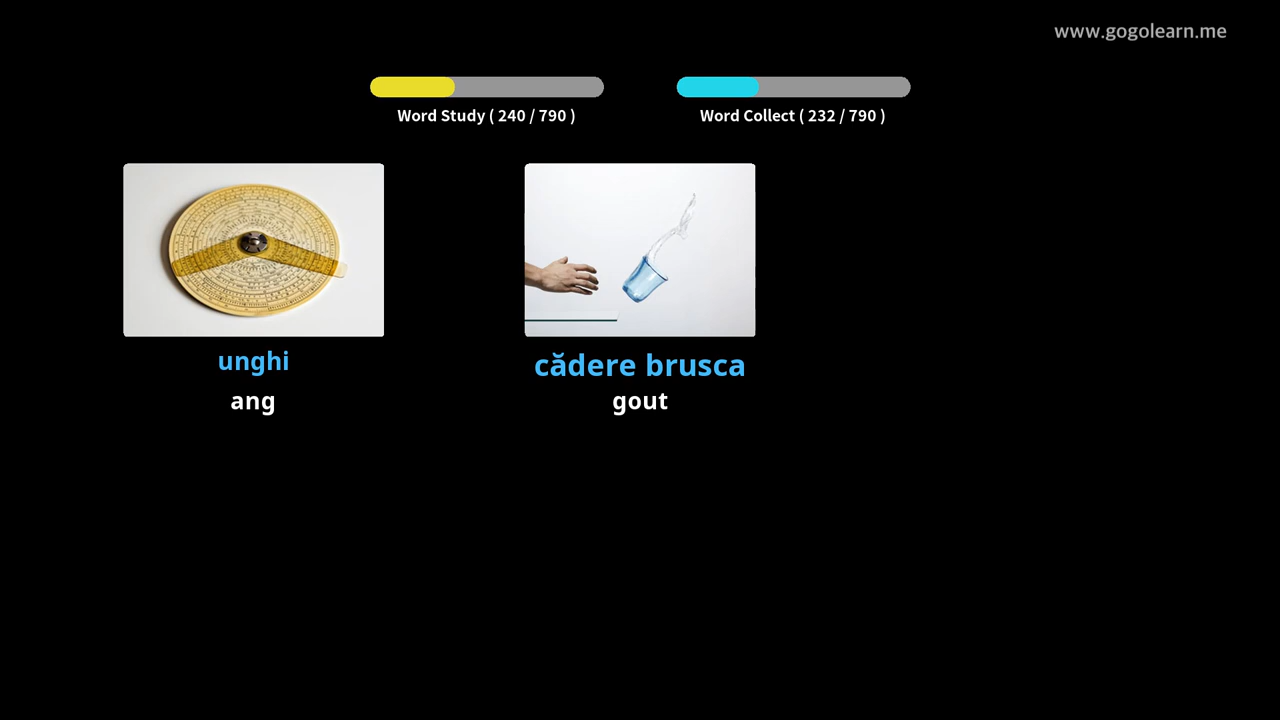 www.gogolearn.me
Word Study ( 240 / 790 )
Word Collect ( 232 / 790 )
unghi
ang
cădere brusca
gout